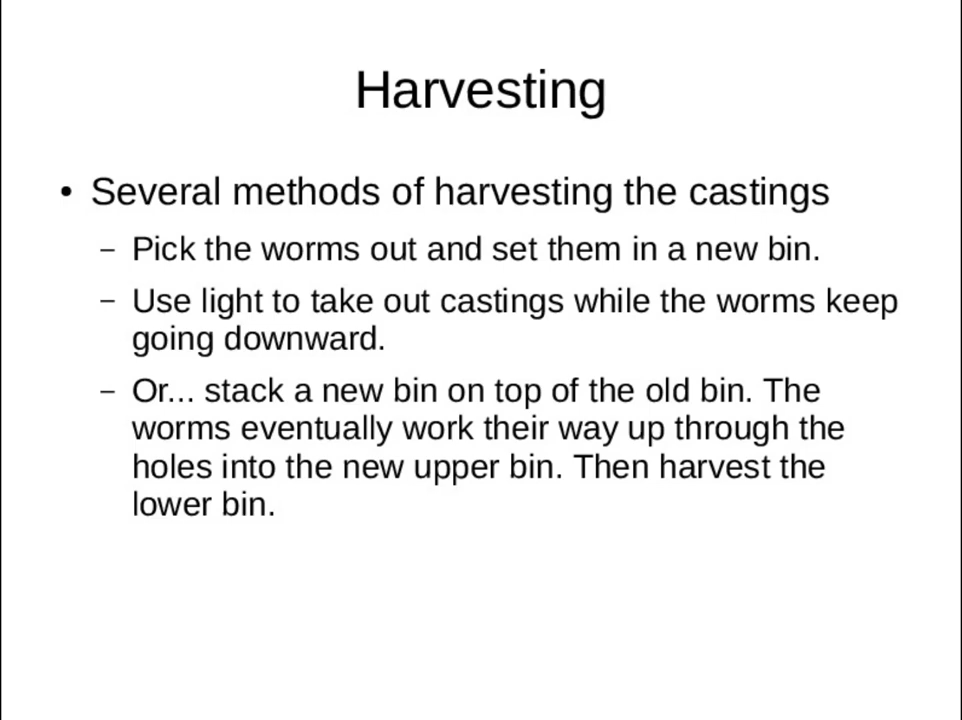 Harvesting
• Several methods of harvesting the castings
– Pick the worms out and set them in a new bin.
– Use light to take out castings while the worms keep
going downward.
– Or... stack a new bin on top of the old bin. The
worms eventually work their way up through the
holes into the new upper bin. Then harvest the
lower bin.